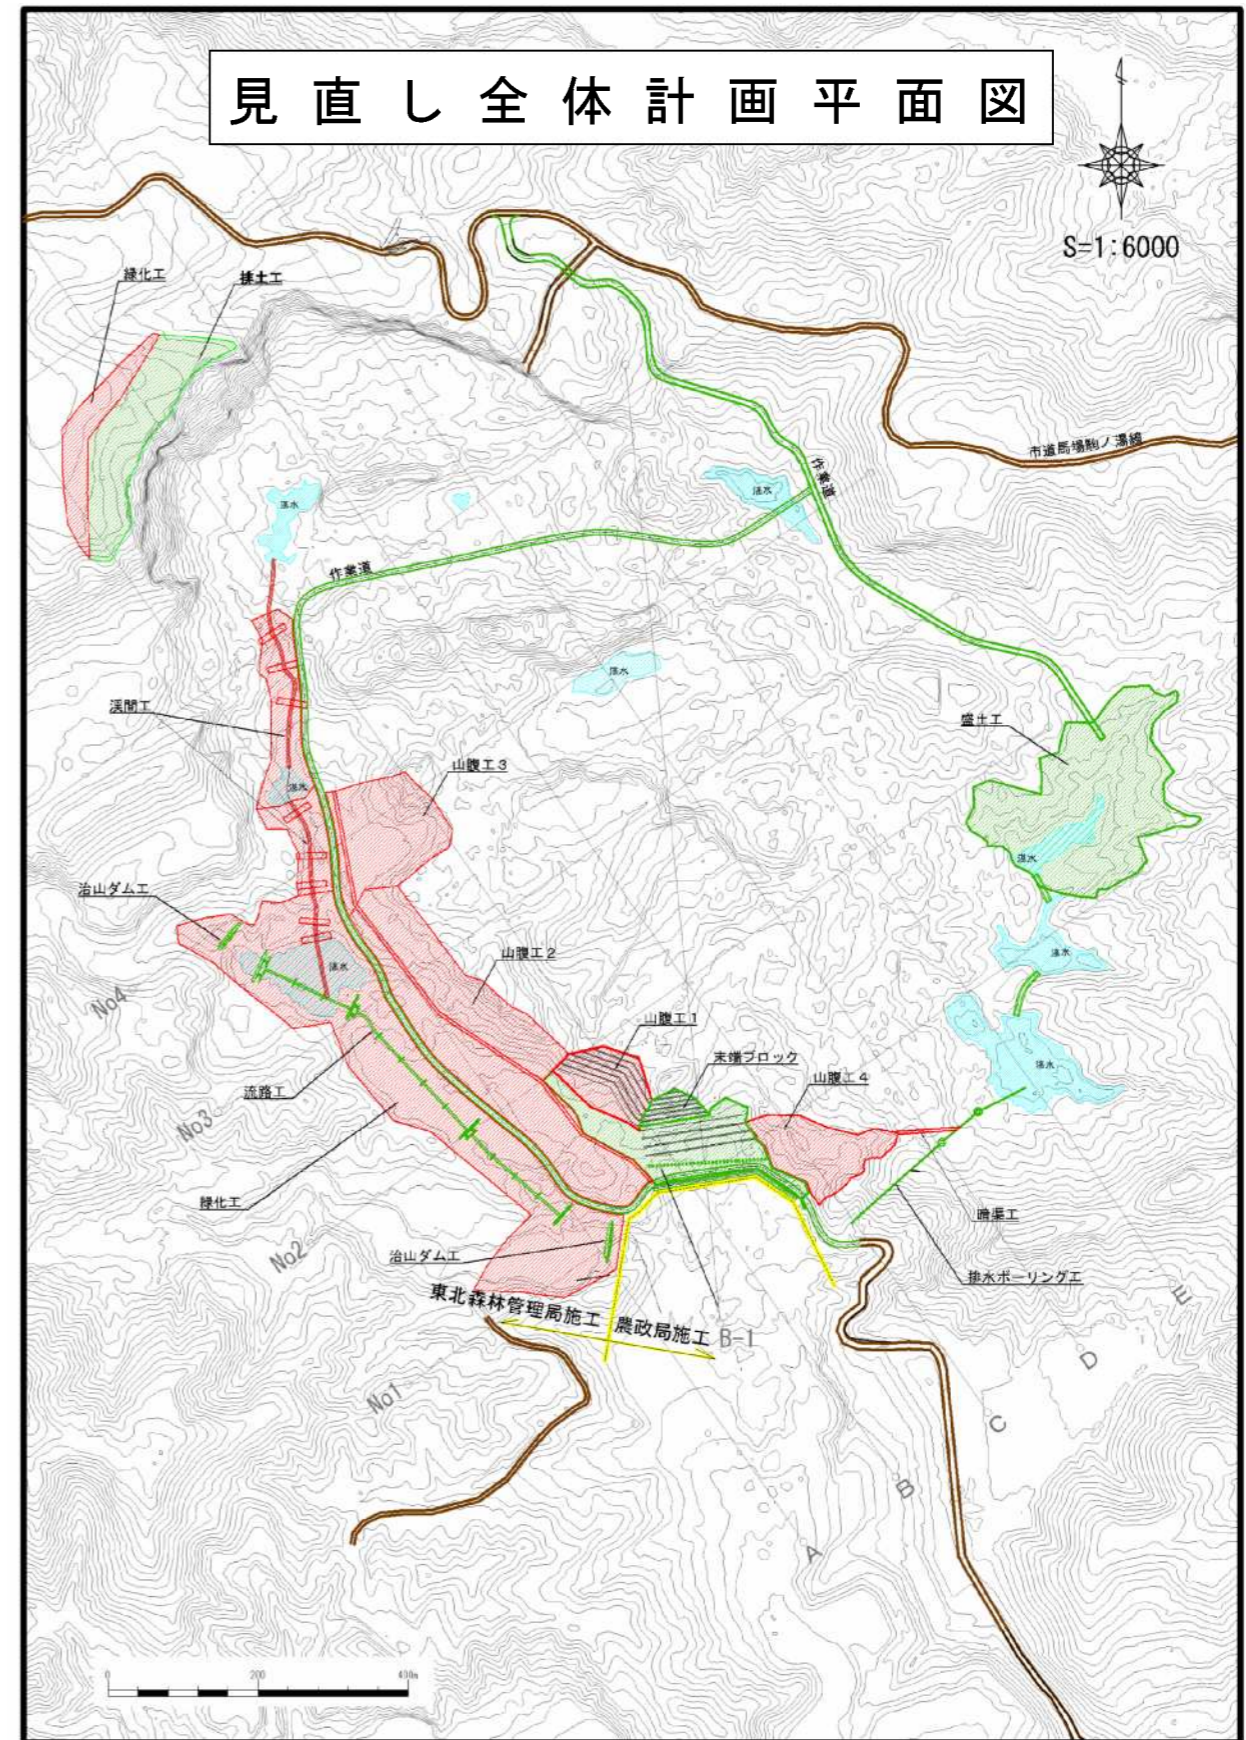 見直し全体計画平面図
S=1:6000
緑化工
排土工
市道馬場駒ノ湯線
作業道
湛水
湛水
作業道
湛水
渓間工
盛土工
山腹工3
湛水
湛水
治山ダム工
山腹工2
湛水
湛水
No4
山腹工1
末端ブロック
湛水
山腹工4
流路工
No3
緑化工
暗渠工
No2
治山ダム工
排水ボーリング工
東北森林管理局施工
農政局施工
B-1
E
D
No1
C
B
A
0 200 400m